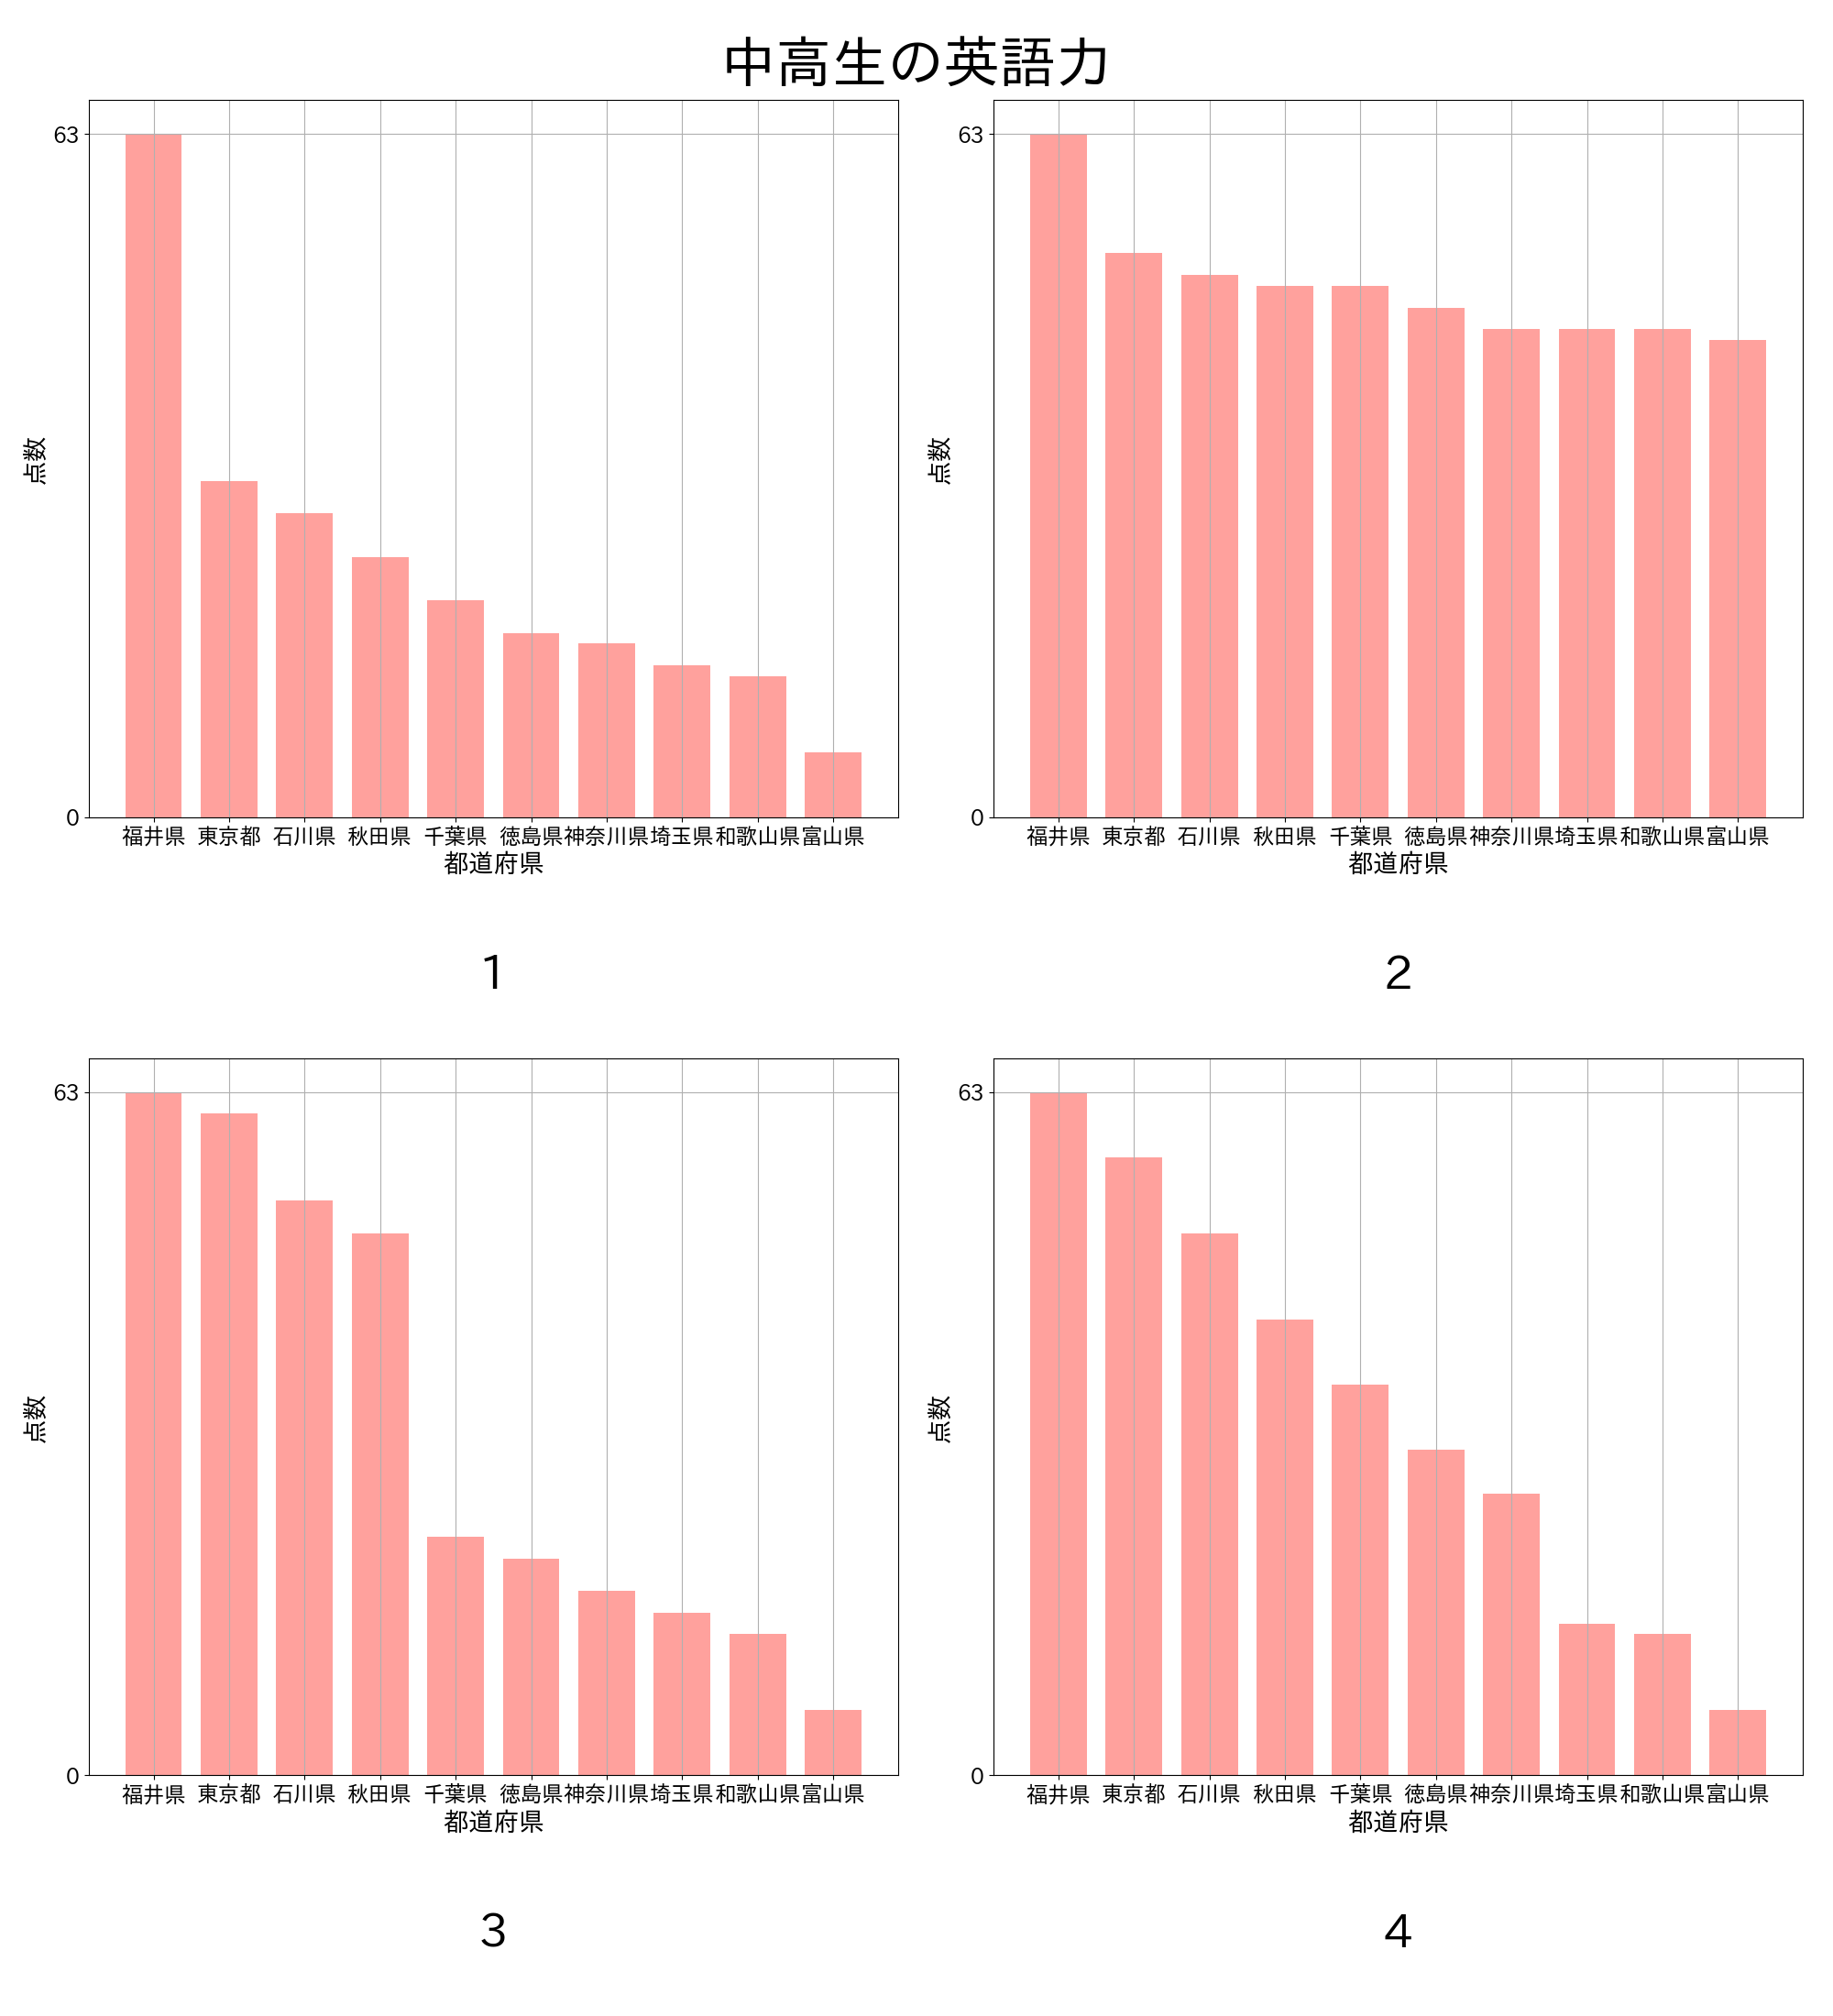 中高生の英語力
63
点数
0
福井県 東京都 石川県 秋田県 千葉県 徳島県 神奈川県 埼玉県 和歌山県 富山県
都道府県
1
63
点数
0
福井県 東京都 石川県 秋田県 千葉県 徳島県 神奈川県 埼玉県 和歌山県 富山県
都道府県
2
63
点数
0
福井県 東京都 石川県 秋田県 千葉県 徳島県 神奈川県 埼玉県 和歌山県 富山県
都道府県
3
63
点数
0
福井県 東京都 石川県 秋田県 千葉県 徳島県 神奈川県 埼玉県 和歌山県 富山県
都道府県
4